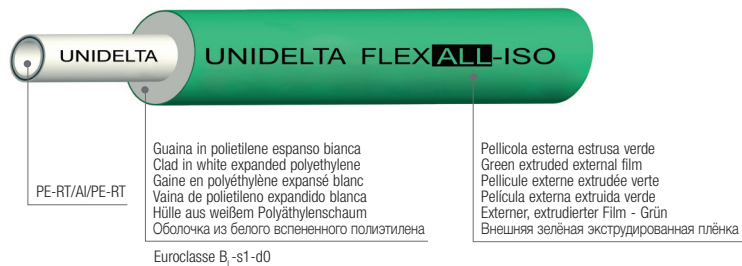 UNIDELTA
UNIDELTA FLEXALL-ISO
PE-RT/Al/PE-RT
Guaina in polietilene espanso bianca
Clad in white expanded polyethylene
Gaine en polyéthylène expansé blanc
Vaina de polietileno expandido blanca
Hülle aus weißem Polyäthylenschaum
Оболочка из белого вспененного полиэтилена
Euroclasse BL-s1-d0
Pellicola esterna estrusa verde
Green extruded external film
Pellicule externe extrudée verte
Película externa extruida verde
Externer, extrudierter Film - Grün
Внешняя зелёная экструдированная плёнка